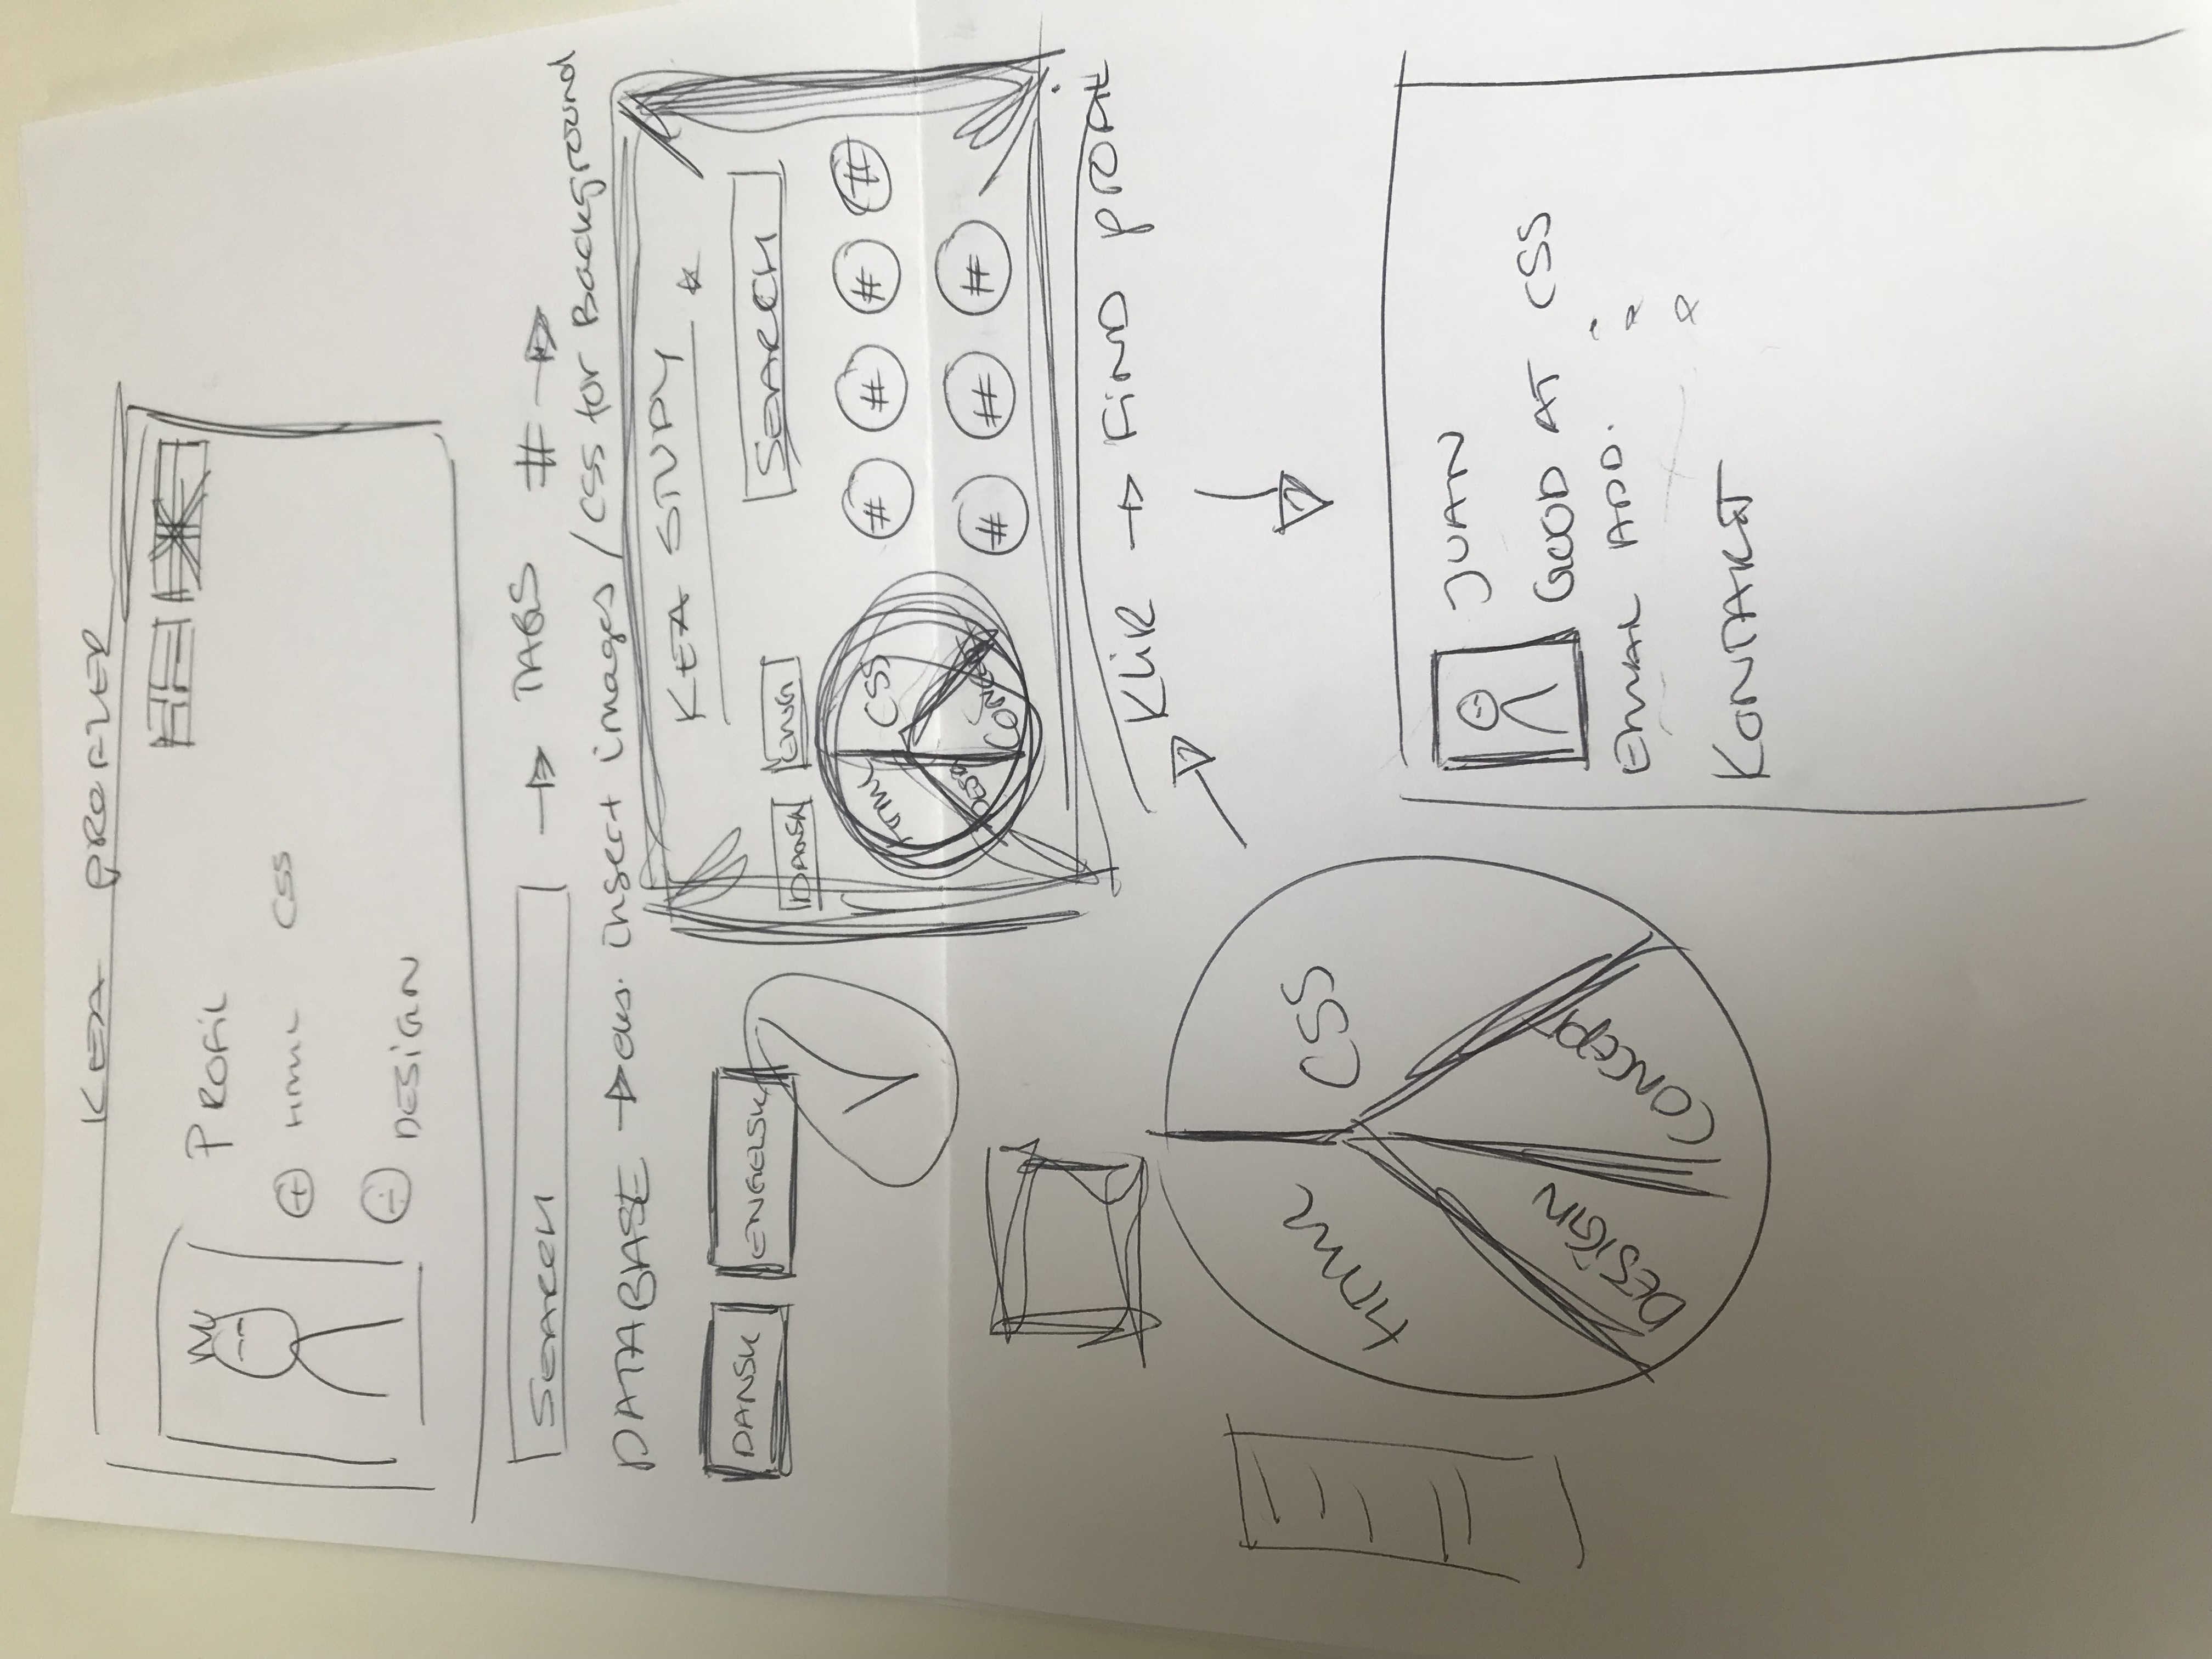 KEA PROFILER
PROFIL
+ HTML CSS
- DESIGN
SEARCH → TAGS # →
DATABASE → eks. insert images / CSS for Background
KEA STUDY
DANSK ENGELSK
SEARCH
DANSK ENG
HTML CSS
# # # #
DESIGN CONCEPT
# # #
KLIK → FIND PROFIL
HTML CSS
DESIGN CONCEPT
JUAN
GOOD AT CSS
EMAIL ADD.
KONTAKT